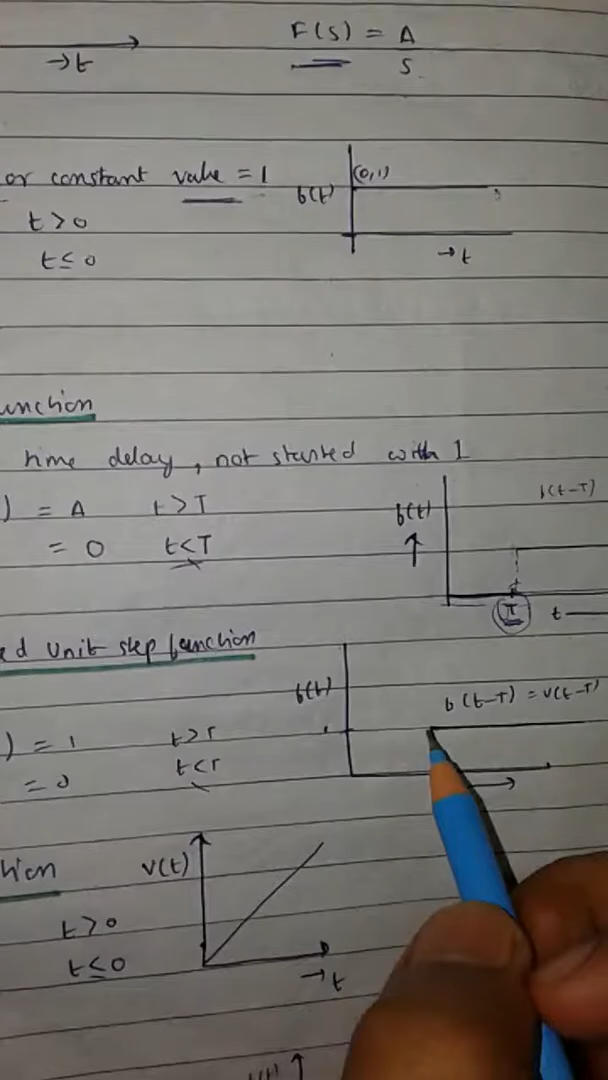 F(s) = A
→t
S
or constant value = 1
(0,1)
f(t)
t > 0
t ≤ 0
→t
unction
time delay, not started with 1
) = A t > T
f(t)
f(t-T)
= 0 t < T
T
t
ed unit step function
f(t)
f(t-T) = v(t-T)
) = 1 t > T
= 0 t < T
tion
v(t)
t > 0
t ≤ 0
→t